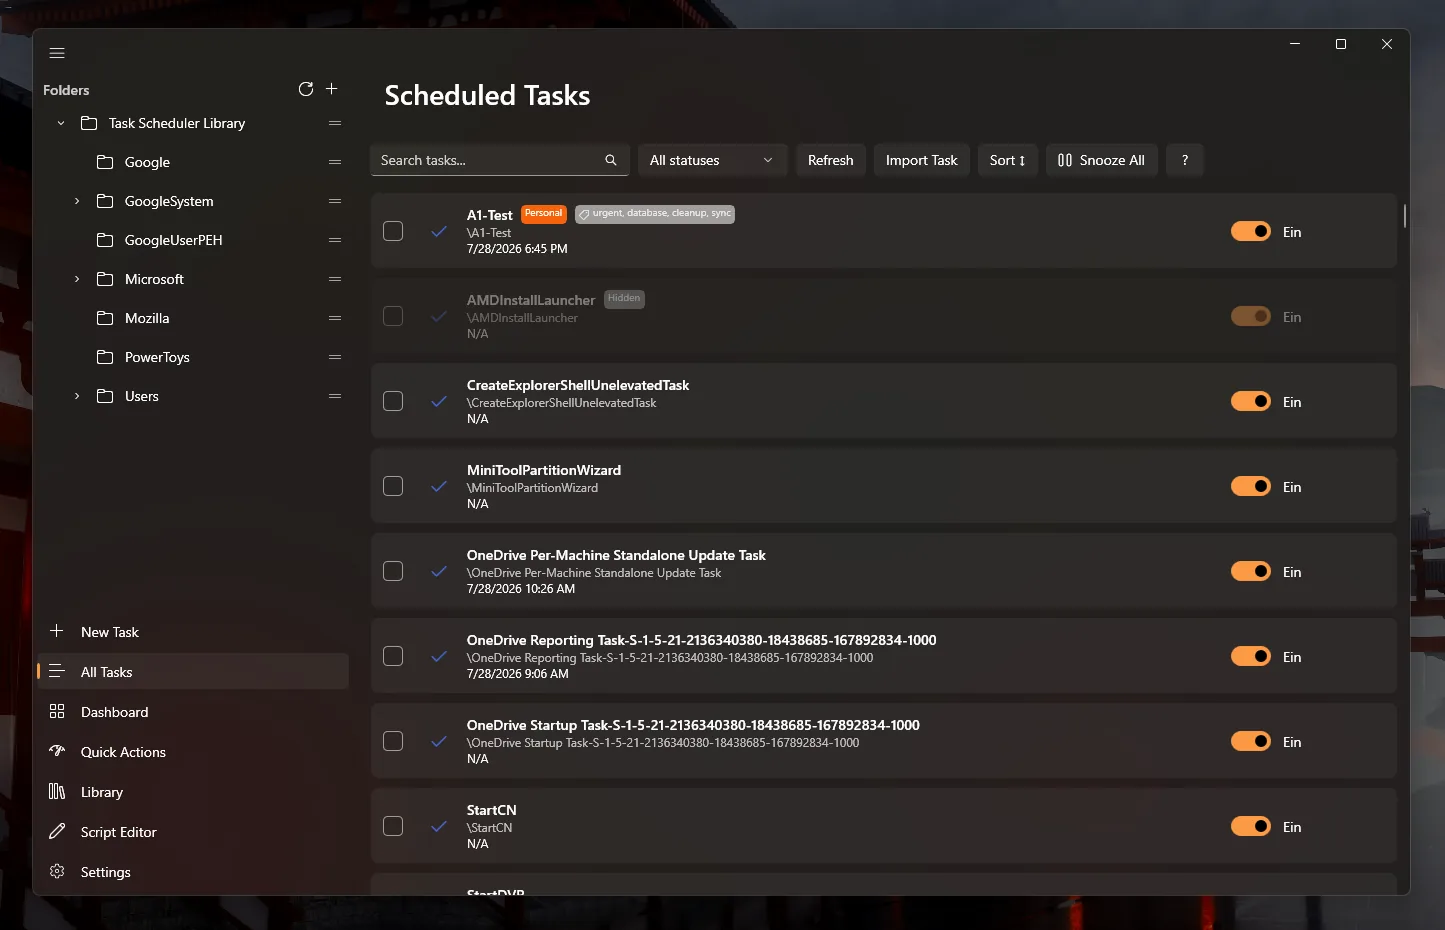 Folders
Task Scheduler Library
Google
GoogleSystem
GoogleUserPEH
Microsoft
Mozilla
PowerToys
Users
New Task
All Tasks
Dashboard
Quick Actions
Library
Script Editor
Settings
Scheduled Tasks
Search tasks...
All statuses
Refresh
Import Task
Sort ↕
Snooze All
?
A1-Test Personal urgent, database, cleanup, sync
\A1-Test
7/28/2026 6:45 PM
Ein
AMDInstallLauncher Hidden
\AMDInstallLauncher
N/A
Ein
CreateExplorerShellUnelevatedTask
\CreateExplorerShellUnelevatedTask
N/A
Ein
MiniToolPartitionWizard
\MiniToolPartitionWizard
N/A
Ein
OneDrive Per-Machine Standalone Update Task
\OneDrive Per-Machine Standalone Update Task
7/28/2026 10:26 AM
Ein
OneDrive Reporting Task-S-1-5-21-2136340380-18438685-167892834-1000
\OneDrive Reporting Task-S-1-5-21-2136340380-18438685-167892834-1000
7/28/2026 9:06 AM
Ein
OneDrive Startup Task-S-1-5-21-2136340380-18438685-167892834-1000
\OneDrive Startup Task-S-1-5-21-2136340380-18438685-167892834-1000
N/A
Ein
StartCN
\StartCN
N/A
Ein